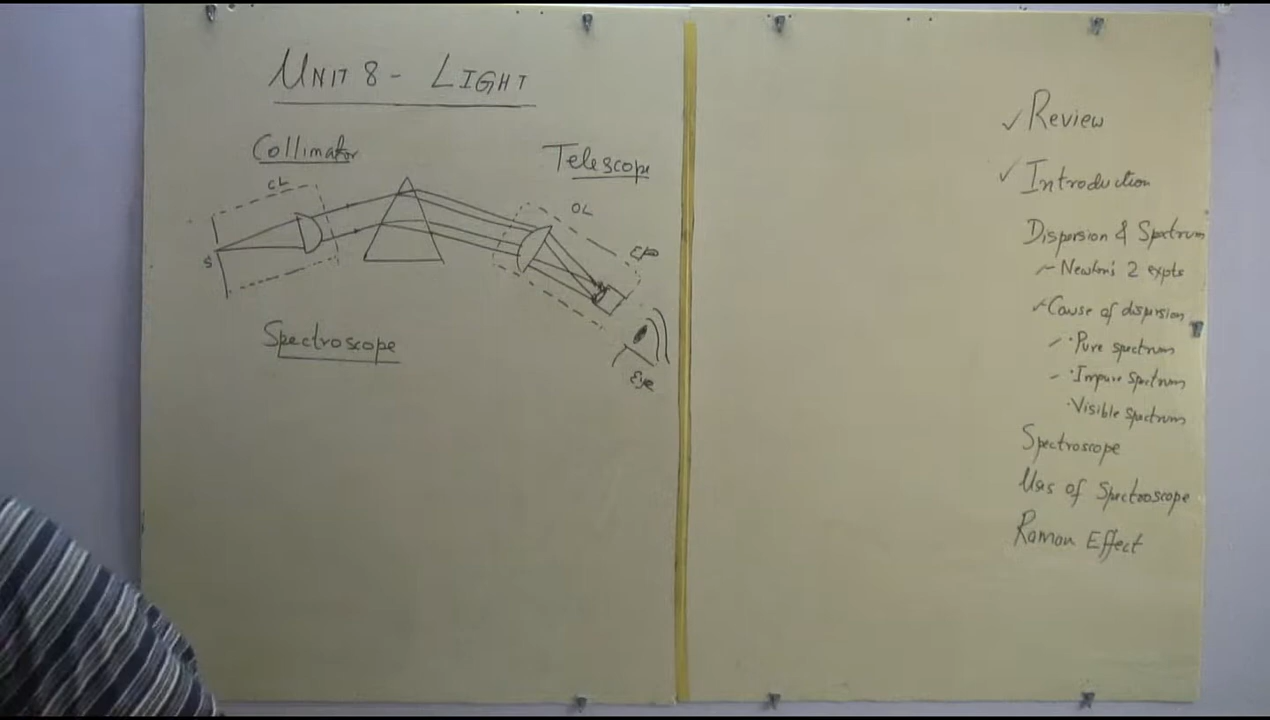 UNIT 8 - LIGHT
Collimator
Telescope
CL
OL
S
EP
Eye
Spectroscope
✓ Review
✓ Introduction
Dispersion & Spectrum
Newton's 2 expts
Cause of dispersion
Pure spectrum
Impure spectrum
Visible spectrum
Spectroscope
Uses of Spectroscope
Raman Effect